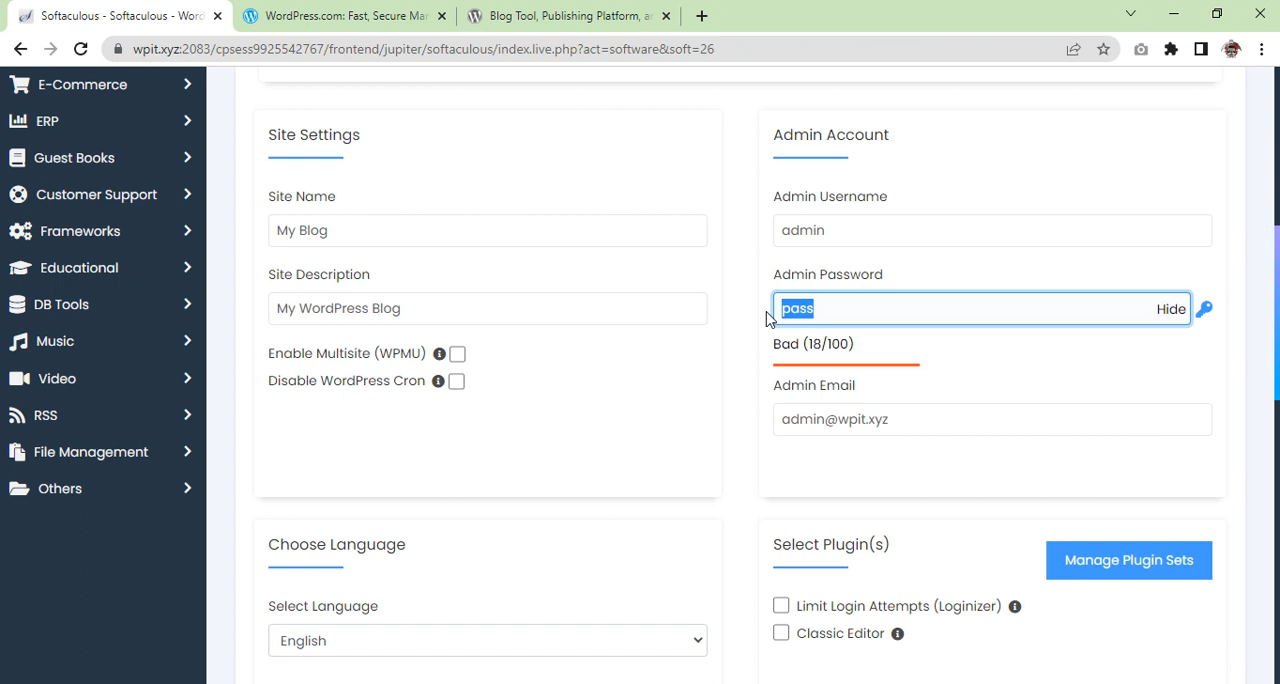 Softaculous - Softaculous - Word
WordPress.com: Fast, Secure Man
Blog Tool, Publishing Platform, an
wpit.xyz:2083/cpsess9925542767/frontend/jupiter/softaculous/index.live.php?act=software&soft=26
E-Commerce
ERP
Guest Books
Customer Support
Frameworks
Educational
DB Tools
Music
Video
RSS
File Management
Others
Site Settings
Site Name
My Blog
Site Description
My WordPress Blog
Enable Multisite (WPMU)
Disable WordPress Cron
Admin Account
Admin Username
admin
Admin Password
pass Hide
Bad (18/100)
Admin Email
admin@wpit.xyz
Choose Language
Select Language
English
Select Plugin(s)
Manage Plugin Sets
Limit Login Attempts (Loginizer)
Classic Editor